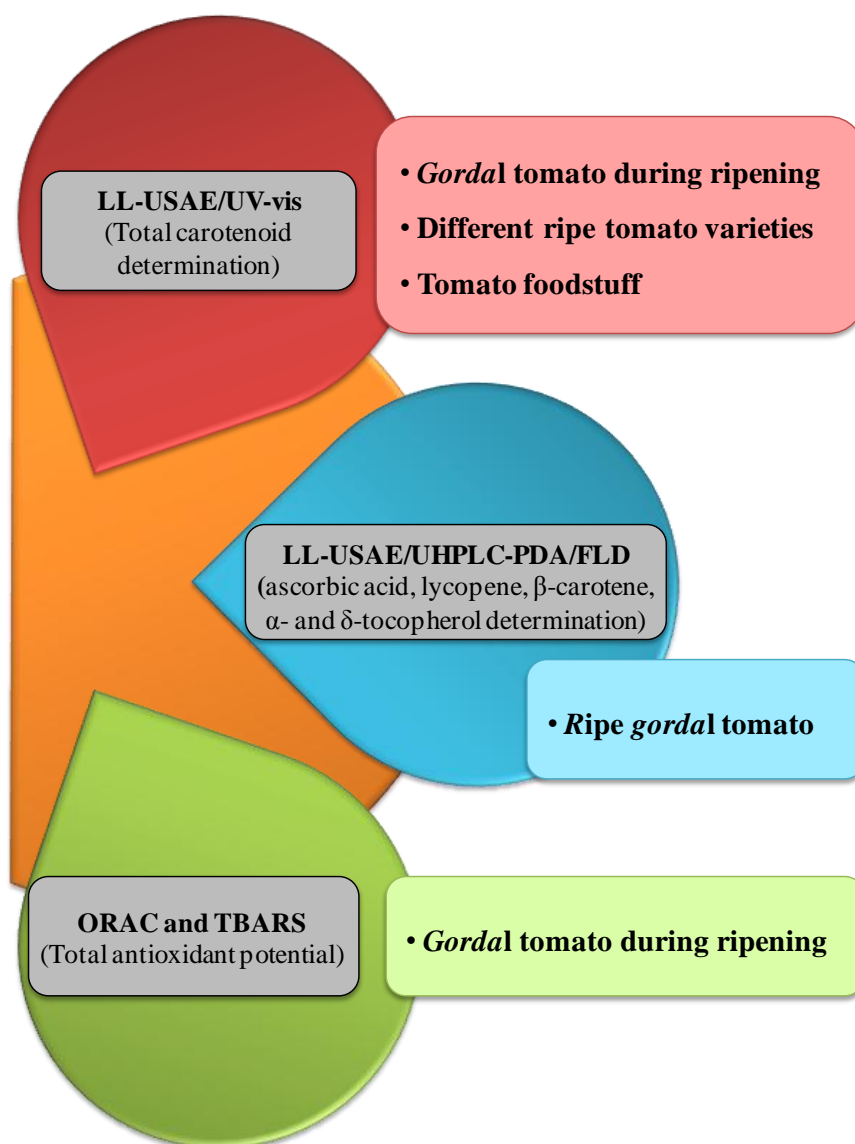 LL-USAE/UV-vis
(Total carotenoid
determination)
• Gordal tomato during ripening
• Different ripe tomato varieties
• Tomato foodstuff
LL-USAE/UHPLC-PDA/FLD
(ascorbic acid, lycopene, β-carotene,
α- and δ-tocopherol determination)
• Ripe gordal tomato
ORAC and TBARS
(Total antioxidant potential)
• Gordal tomato during ripening